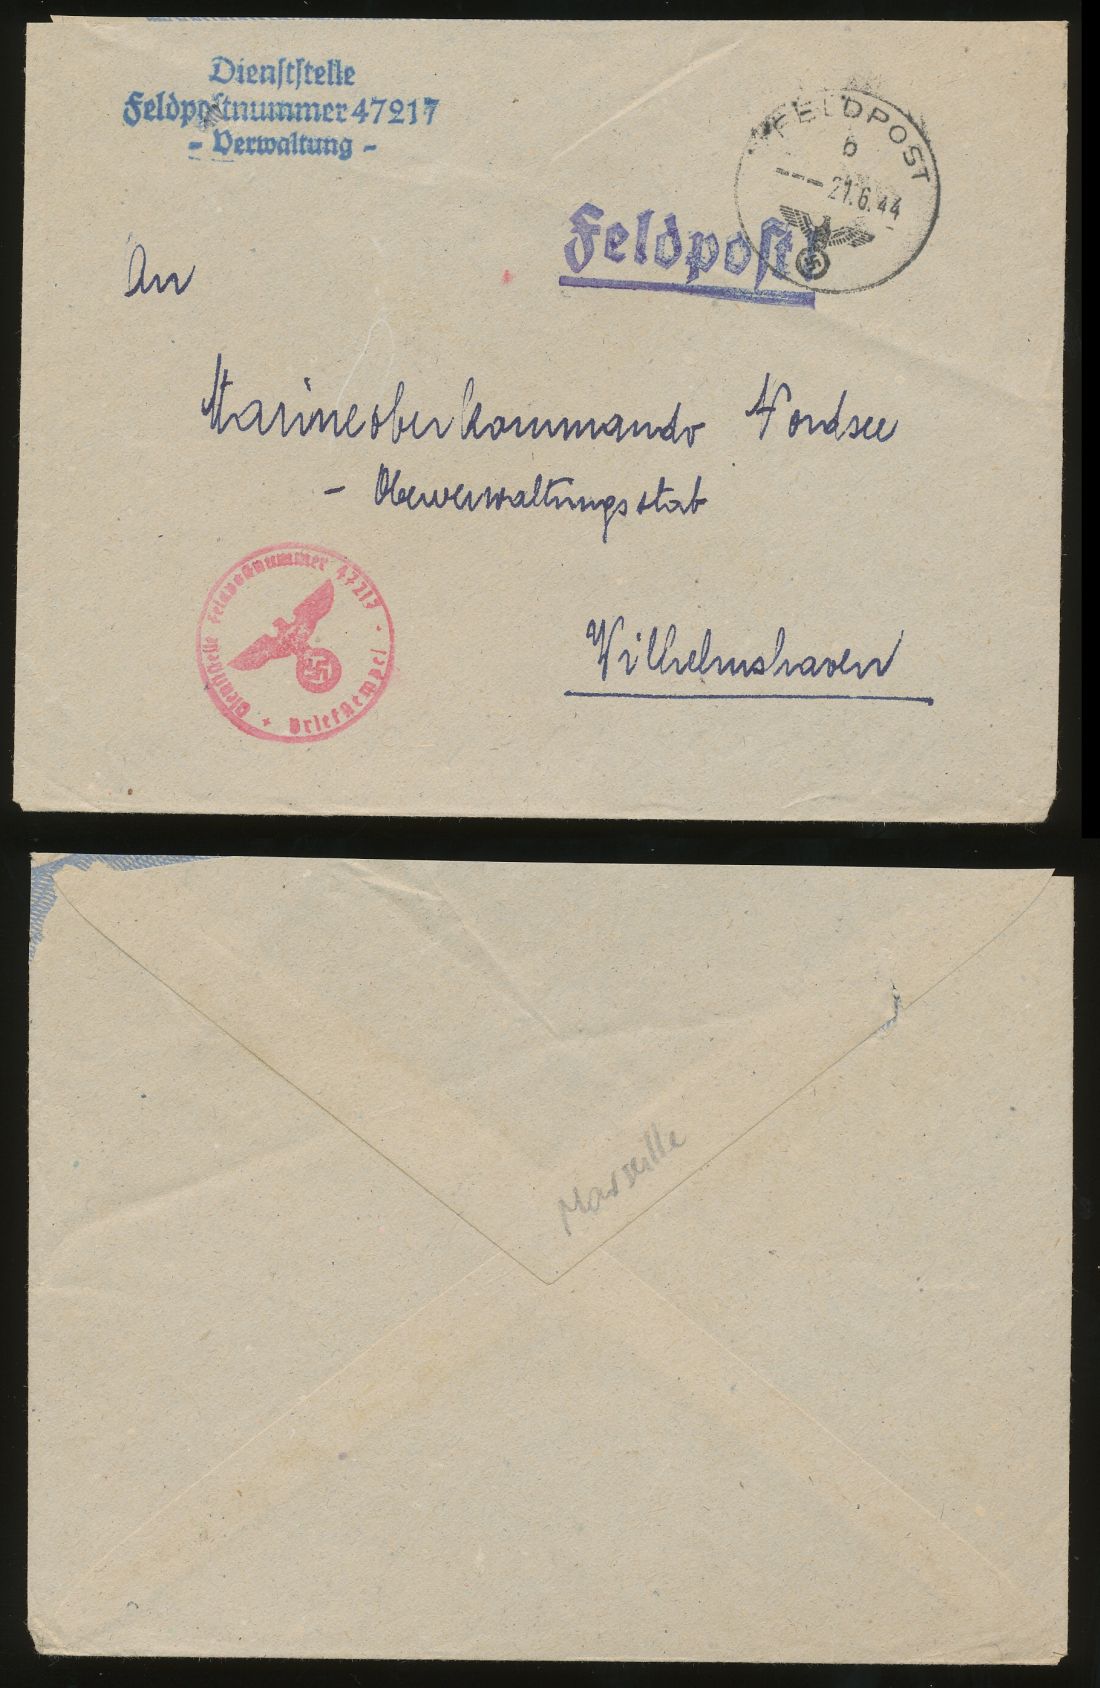 Dienststelle
Feldpostnummer 47217
- Verwaltung -
FELDPOST
b
21.6.44
Feldpost!
An
Marineoberkommando Nordsee
- Oberverwaltungsstab
Dienststelle Feldpostnummer 47217
Briefstempel
Wilhelmshaven
Marseille